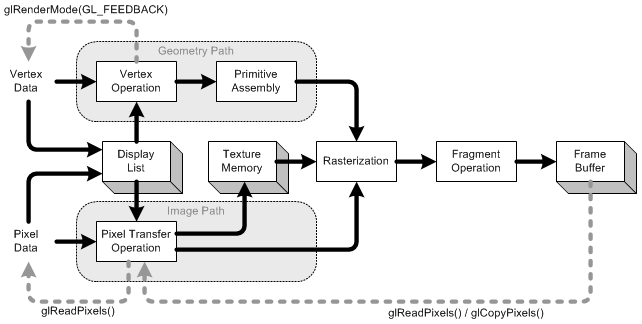 glRenderMode(GL_FEEDBACK)
Geometry Path
Vertex
Data
Vertex
Operation
Primitive
Assembly
Display
List
Texture
Memory
Rasterization
Fragment
Operation
Frame
Buffer
Image Path
Pixel
Data
Pixel Transfer
Operation
glReadPixels()
glReadPixels() / glCopyPixels()